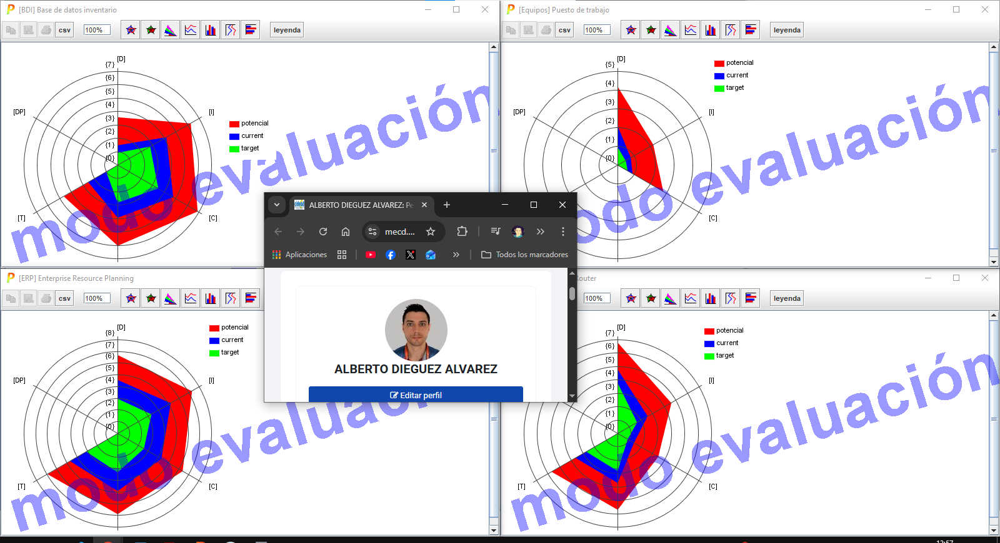 [BDI] Base de datos inventario
csv
100%
leyenda
[D]
{7}
{6}
{5}
{4}
{3}
{2}
{1}
{0}
[DP]
[I]
[T]
[C]
potencial
current
target
modo evaluación
[Equipos] Puesto de trabajo
csv
100%
leyenda
[D]
{5}
{4}
{3}
{2}
{1}
{0}
[DP]
[I]
[C]
potencial
current
target
modo evaluación
ALBERTO DIEGUEZ ALVAREZ: Pe
mecd....
Aplicaciones
Todos los marcadores
ALBERTO DIEGUEZ ALVAREZ
Editar perfil
[ERP] Enterprise Resource Planning
csv
100%
[D]
{8}
{7}
{6}
{5}
{4}
{3}
{2}
{1}
{0}
[DP]
[I]
[T]
[C]
potencial
current
target
modo evaluación
Router
100%
leyenda
[D]
{7}
{6}
{5}
{4}
{3}
{2}
{1}
{0}
[I]
[T]
[C]
potencial
current
target
modo evaluación